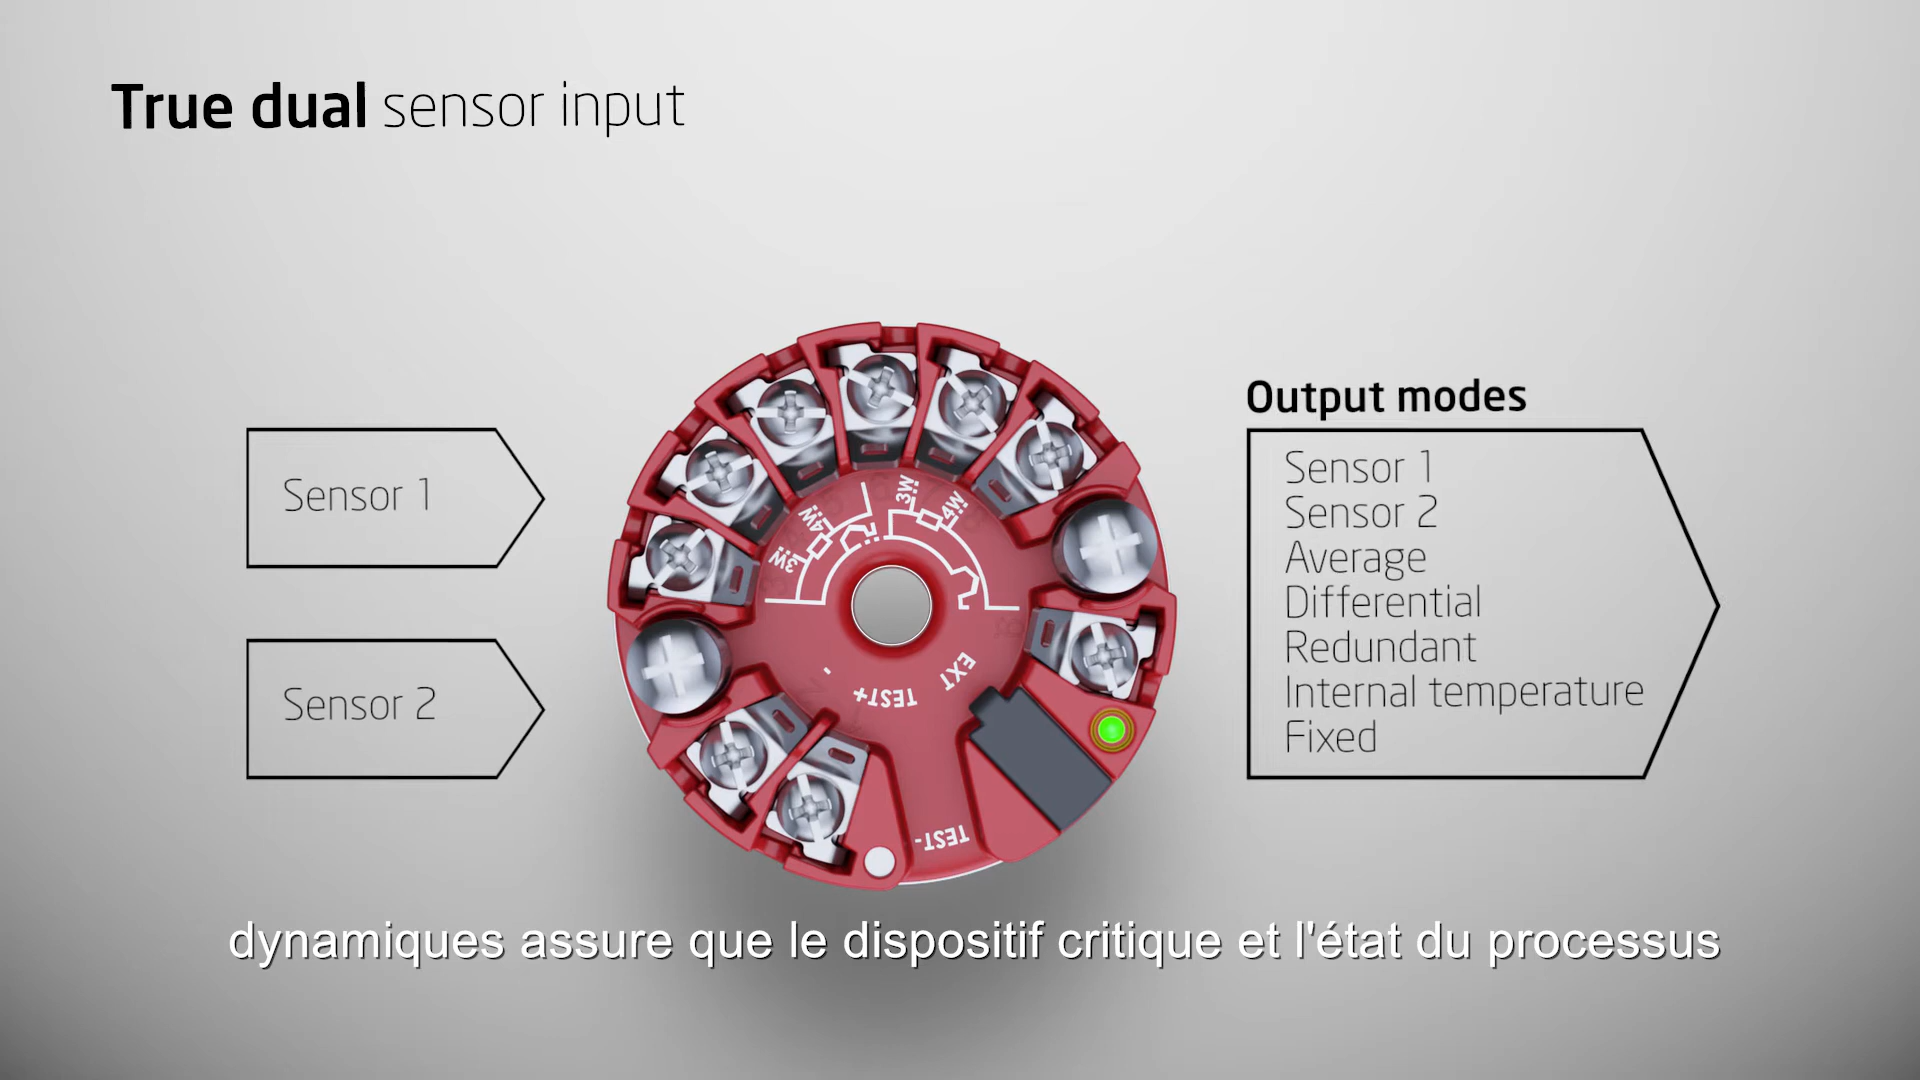 True dual sensor input
Sensor 1
Sensor 2
Output modes
Sensor 1
Sensor 2
Average
Differential
Redundant
Internal temperature
Fixed
3W
4W
3W
4W
-
TEST+
EXT
TEST-
dynamiques assure que le dispositif critique et l'état du processus